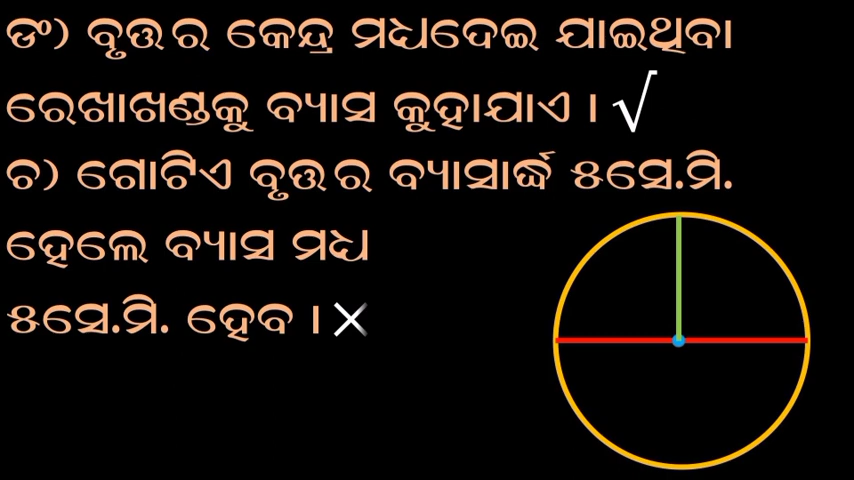 ଙ) ବୃତ୍ତର କେନ୍ଦ୍ର ମଧ୍ୟଦେଇ ଯାଇଥିବା
ରେଖାଖଣ୍ଡକୁ ବ୍ୟାସ କୁହାଯାଏ । √
ଚ) ଗୋଟିଏ ବୃତ୍ତର ବ୍ୟାସାର୍ଦ୍ଧ ୫ସେ.ମି.
ହେଲେ ବ୍ୟାସ ମଧ୍ୟ
୫ସେ.ମି. ହେବ । ×